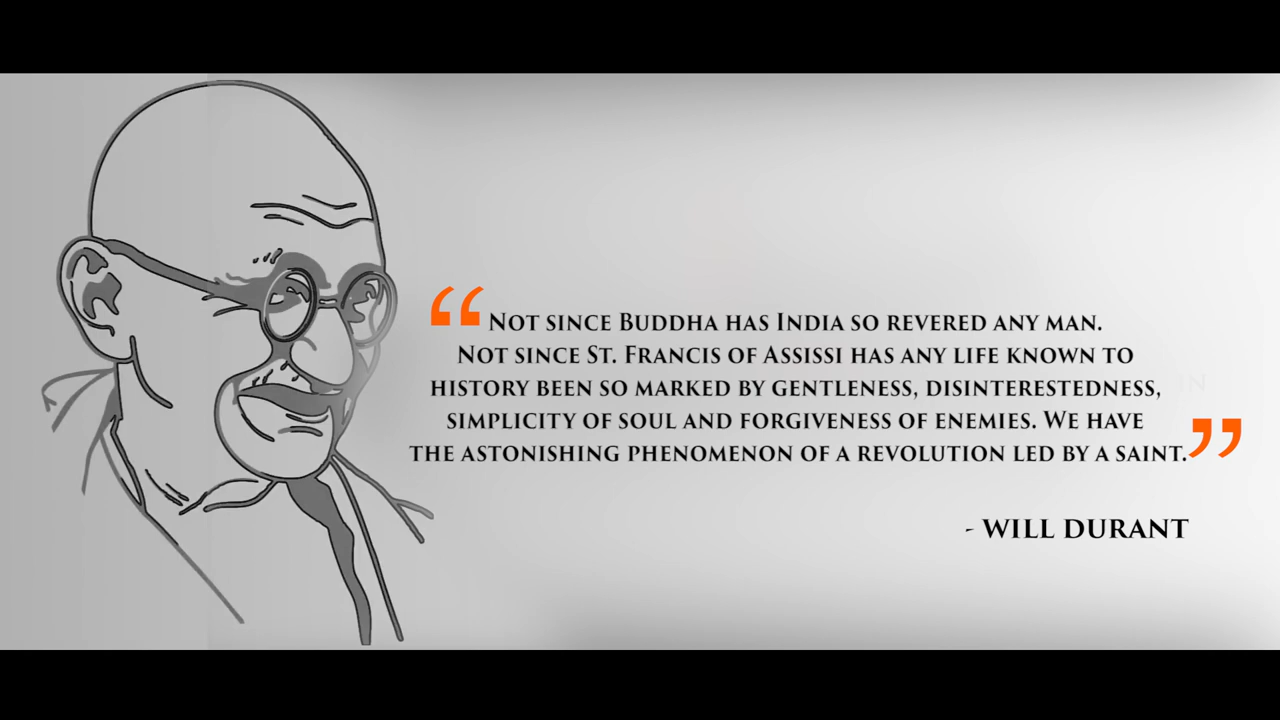 “Not since Buddha has India so revered any man.
Not since St. Francis of Assissi has any life known to
history been so marked by gentleness, disinterestedness,
simplicity of soul and forgiveness of enemies. We have
the astonishing phenomenon of a revolution led by a saint.”
- WILL DURANT
IN